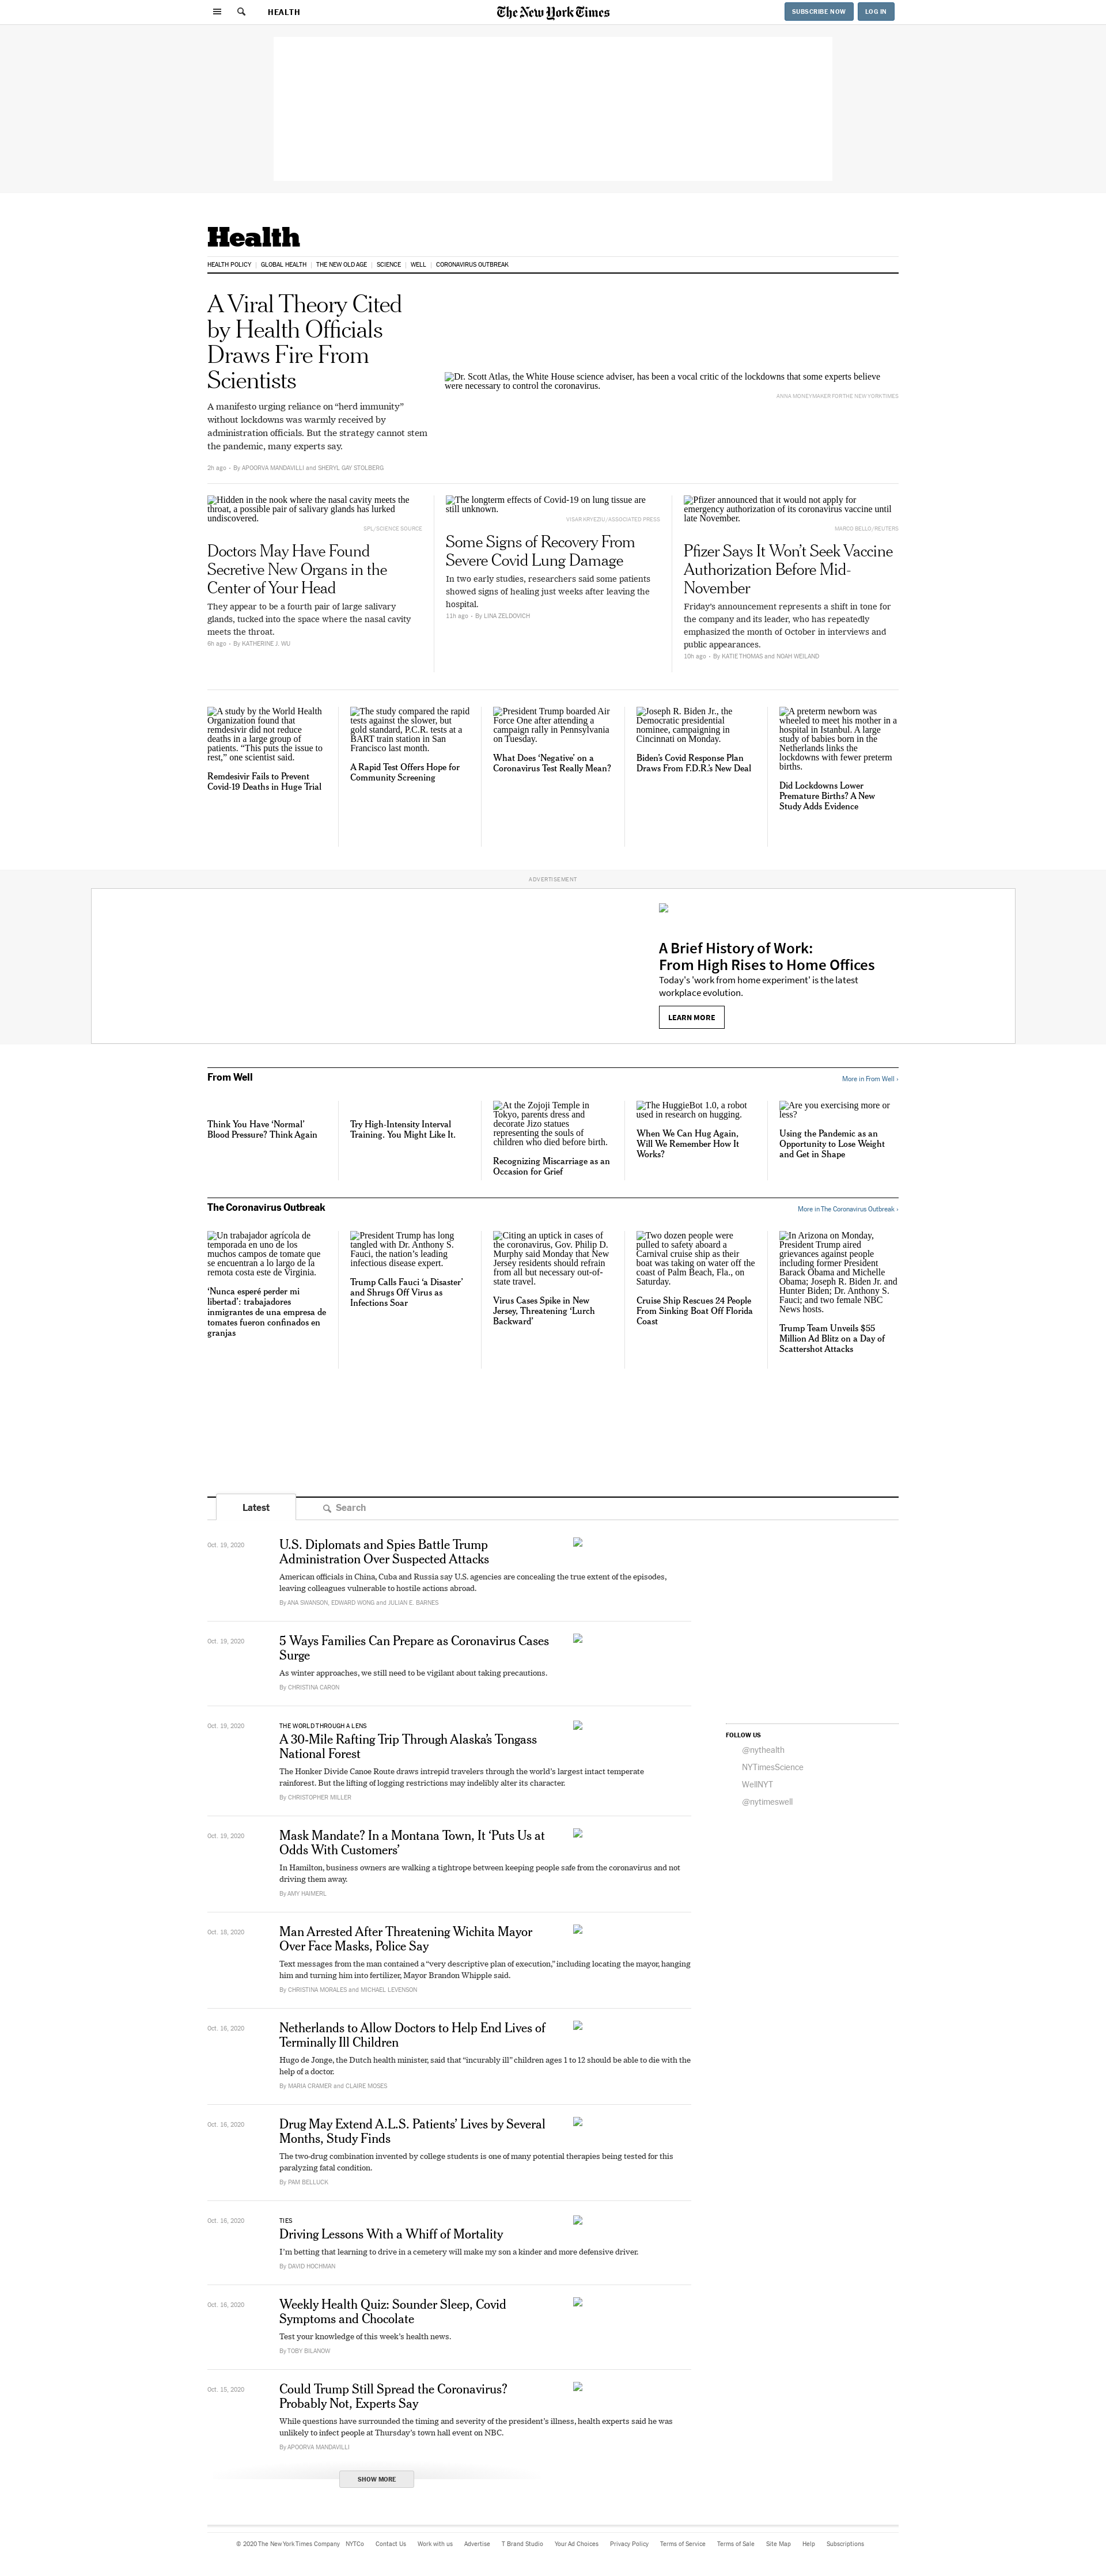 HEALTH
The New York Times
SUBSCRIBE NOW
LOG IN
Health
HEALTH POLICY
GLOBAL HEALTH
THE NEW OLD AGE
SCIENCE
WELL
CORONAVIRUS OUTBREAK
A Viral Theory Cited
by Health Officials
Draws Fire From
Scientists
A manifesto urging reliance on “herd immunity”
without lockdowns was warmly received by
administration officials. But the strategy cannot stem
the pandemic, many experts say.
2h ago • By APOORVA MANDAVILLI and SHERYL GAY STOLBERG
Dr. Scott Atlas, the White House science adviser, has been a vocal critic of the lockdowns that some experts believe
were necessary to control the coronavirus.
ANNA MONEYMAKER FOR THE NEW YORK TIMES
Hidden in the nook where the nasal cavity meets the
throat, a possible pair of salivary glands has lurked
undiscovered.
SPL/SCIENCE SOURCE
Doctors May Have Found
Secretive New Organs in the
Center of Your Head
They appear to be a fourth pair of large salivary
glands, tucked into the space where the nasal cavity
meets the throat.
6h ago • By KATHERINE J. WU
The longterm effects of Covid-19 on lung tissue are
still unknown.
VISAR KRYEZIU/ASSOCIATED PRESS
Some Signs of Recovery From
Severe Covid Lung Damage
In two early studies, researchers said some patients
showed signs of healing just weeks after leaving the
hospital.
11h ago • By LINA ZELDOVICH
Pfizer announced that it would not apply for
emergency authorization of its coronavirus vaccine until
late November.
MARCO BELLO/REUTERS
Pfizer Says It Won’t Seek Vaccine
Authorization Before Mid-
November
Friday’s announcement represents a shift in tone for
the company and its leader, who has repeatedly
emphasized the month of October in interviews and
public appearances.
10h ago • By KATIE THOMAS and NOAH WEILAND
A study by the World Health
Organization found that
remdesivir did not reduce
deaths in a large group of
patients. “This puts the issue to
rest,” one scientist said.
Remdesivir Fails to Prevent
Covid-19 Deaths in Huge Trial
The study compared the rapid
tests against the slower, but
gold standard, P.C.R. tests at a
BART train station in San
Francisco last month.
A Rapid Test Offers Hope for
Community Screening
President Trump boarded Air
Force One after attending a
campaign rally in Pennsylvania
on Tuesday.
What Does ‘Negative’ on a
Coronavirus Test Really Mean?
Joseph R. Biden Jr., the
Democratic presidential
nominee, campaigning in
Cincinnati on Monday.
Biden’s Covid Response Plan
Draws From F.D.R.’s New Deal
A preterm newborn was
wheeled to meet his mother in a
hospital in Istanbul. A large
study of babies born in the
Netherlands links the
lockdowns with fewer preterm
births.
Did Lockdowns Lower
Premature Births? A New
Study Adds Evidence
ADVERTISEMENT
A Brief History of Work:
From High Rises to Home Offices
Today's 'work from home experiment' is the latest
workplace evolution.
LEARN MORE
From Well
More in From Well ›
Think You Have ‘Normal’
Blood Pressure? Think Again
Try High-Intensity Interval
Training. You Might Like It.
At the Zojoji Temple in
Tokyo, parents dress and
decorate Jizo statues
representing the souls of
children who died before birth.
Recognizing Miscarriage as an
Occasion for Grief
The HuggieBot 1.0, a robot
used in research on hugging.
When We Can Hug Again,
Will We Remember How It
Works?
Are you exercising more or
less?
Using the Pandemic as an
Opportunity to Lose Weight
and Get in Shape
The Coronavirus Outbreak
More in The Coronavirus Outbreak ›
Un trabajador agrícola de
temporada en uno de los
muchos campos de tomate que
se encuentran a lo largo de la
remota costa este de Virginia.
‘Nunca esperé perder mi
libertad’: trabajadores
inmigrantes de una empresa de
tomates fueron confinados en
granjas
President Trump has long
tangled with Dr. Anthony S.
Fauci, the nation’s leading
infectious disease expert.
Trump Calls Fauci ‘a Disaster’
and Shrugs Off Virus as
Infections Soar
Citing an uptick in cases of
the coronavirus, Gov. Philip D.
Murphy said Monday that New
Jersey residents should refrain
from all but necessary out-of-
state travel.
Virus Cases Spike in New
Jersey, Threatening ‘Lurch
Backward’
Two dozen people were
pulled to safety aboard a
Carnival cruise ship as their
boat was taking on water off the
coast of Palm Beach, Fla., on
Saturday.
Cruise Ship Rescues 24 People
From Sinking Boat Off Florida
Coast
In Arizona on Monday,
President Trump aired
grievances against people
including former President
Barack Obama and Michelle
Obama; Joseph R. Biden Jr. and
Hunter Biden; Dr. Anthony S.
Fauci; and two female NBC
News hosts.
Trump Team Unveils $55
Million Ad Blitz on a Day of
Scattershot Attacks
Latest
Search
Oct. 19, 2020
U.S. Diplomats and Spies Battle Trump
Administration Over Suspected Attacks
American officials in China, Cuba and Russia say U.S. agencies are concealing the true extent of the episodes,
leaving colleagues vulnerable to hostile actions abroad.
By ANA SWANSON, EDWARD WONG and JULIAN E. BARNES
Oct. 19, 2020
5 Ways Families Can Prepare as Coronavirus Cases
Surge
As winter approaches, we still need to be vigilant about taking precautions.
By CHRISTINA CARON
Oct. 19, 2020
THE WORLD THROUGH A LENS
A 30-Mile Rafting Trip Through Alaska’s Tongass
National Forest
The Honker Divide Canoe Route draws intrepid travelers through the world’s largest intact temperate
rainforest. But the lifting of logging restrictions may indelibly alter its character.
By CHRISTOPHER MILLER
FOLLOW US
@nythealth
NYTimesScience
WellNYT
@nytimeswell
Oct. 19, 2020
Mask Mandate? In a Montana Town, It ‘Puts Us at
Odds With Customers’
In Hamilton, business owners are walking a tightrope between keeping people safe from the coronavirus and not
driving them away.
By AMY HAIMERL
Oct. 18, 2020
Man Arrested After Threatening Wichita Mayor
Over Face Masks, Police Say
Text messages from the man contained a “very descriptive plan of execution,” including locating the mayor, hanging
him and turning him into fertilizer, Mayor Brandon Whipple said.
By CHRISTINA MORALES and MICHAEL LEVENSON
Oct. 16, 2020
Netherlands to Allow Doctors to Help End Lives of
Terminally Ill Children
Hugo de Jonge, the Dutch health minister, said that “incurably ill” children ages 1 to 12 should be able to die with the
help of a doctor.
By MARIA CRAMER and CLAIRE MOSES
Oct. 16, 2020
Drug May Extend A.L.S. Patients’ Lives by Several
Months, Study Finds
The two-drug combination invented by college students is one of many potential therapies being tested for this
paralyzing fatal condition.
By PAM BELLUCK
Oct. 16, 2020
TIES
Driving Lessons With a Whiff of Mortality
I’m betting that learning to drive in a cemetery will make my son a kinder and more defensive driver.
By DAVID HOCHMAN
Oct. 16, 2020
Weekly Health Quiz: Sounder Sleep, Covid
Symptoms and Chocolate
Test your knowledge of this week’s health news.
By TOBY BILANOW
Oct. 15, 2020
Could Trump Still Spread the Coronavirus?
Probably Not, Experts Say
While questions have surrounded the timing and severity of the president’s illness, health experts said he was
unlikely to infect people at Thursday’s town hall event on NBC.
By APOORVA MANDAVILLI
SHOW MORE
© 2020 The New York Times Company NYTCo Contact Us Work with us Advertise T Brand Studio Your Ad Choices Privacy Policy Terms of Service Terms of Sale Site Map Help Subscriptions